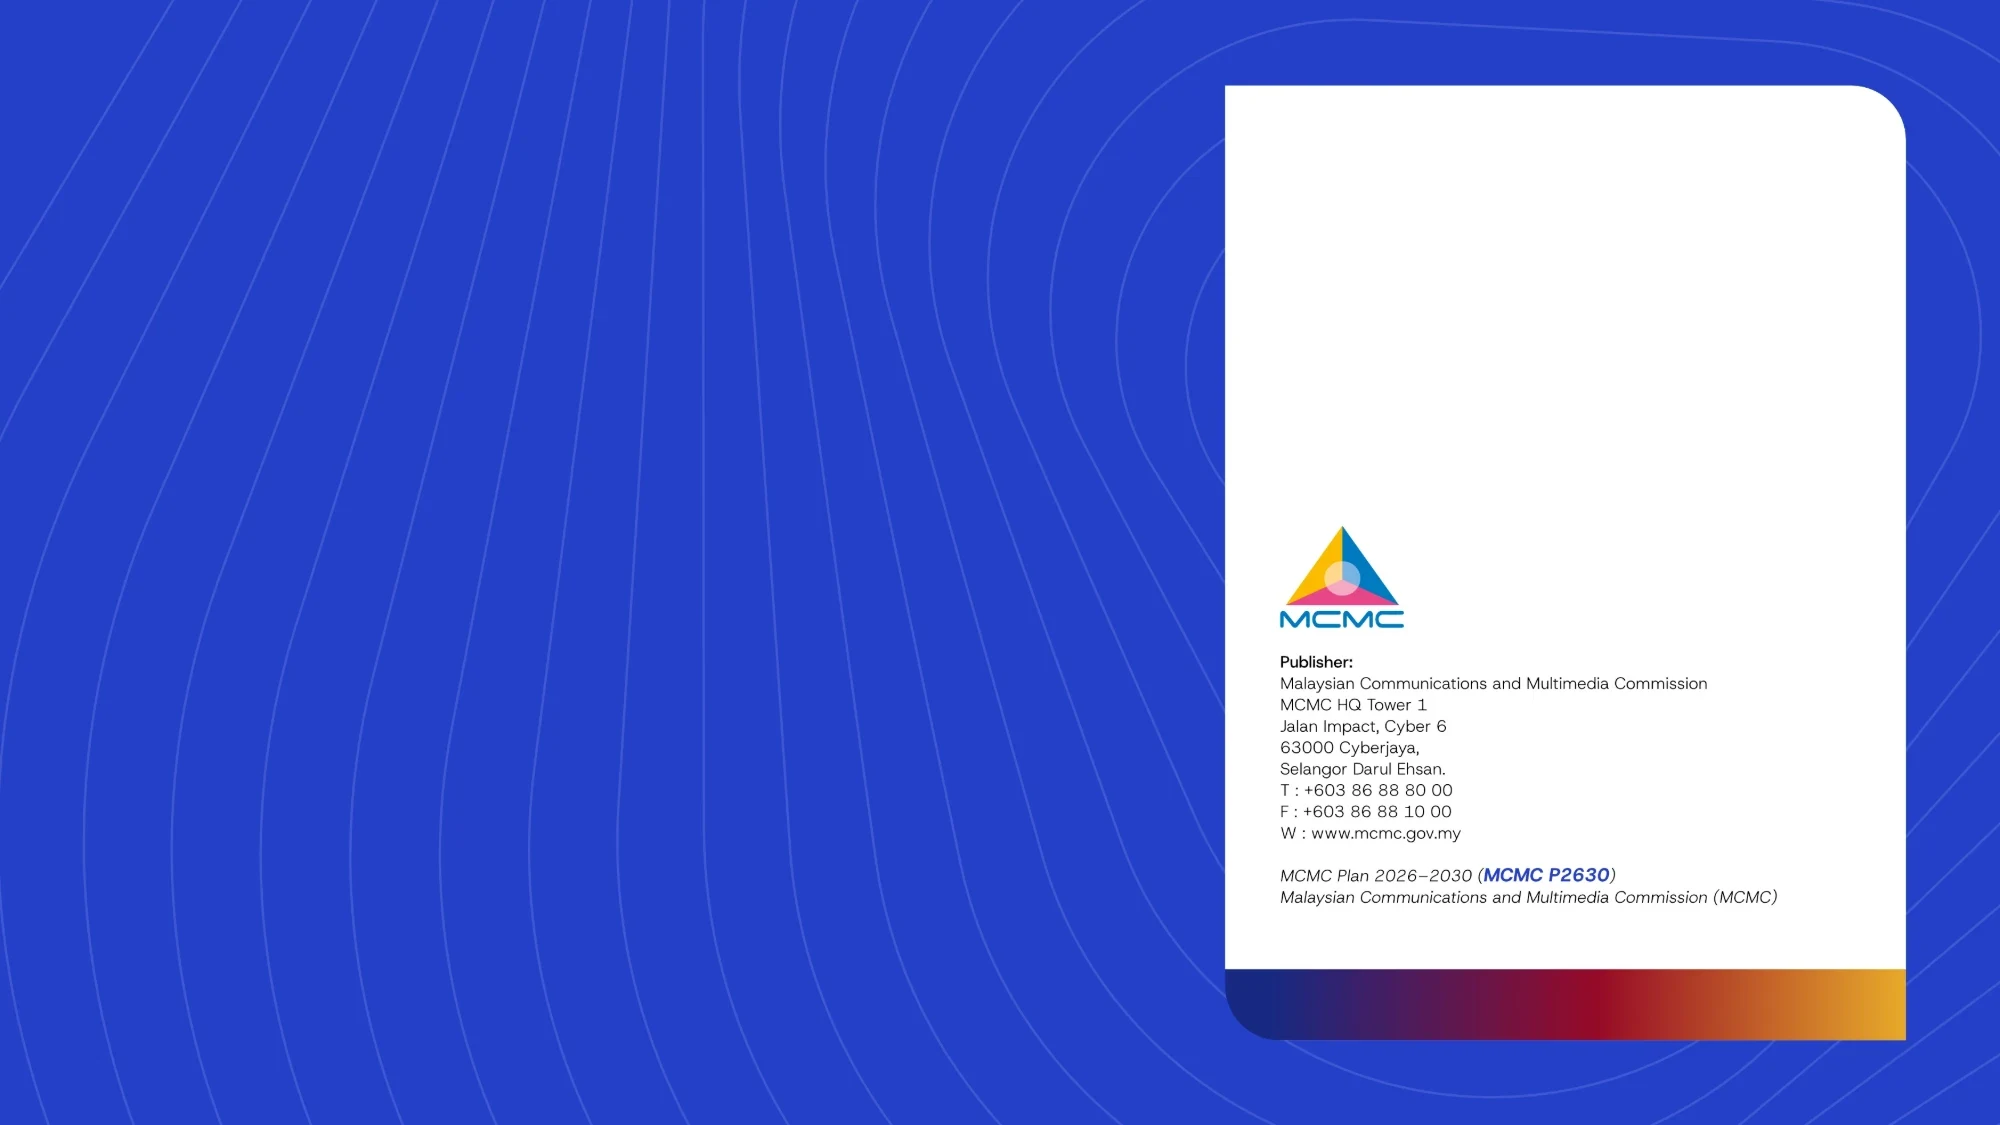 MCMC
Publisher:
Malaysian Communications and Multimedia Commission
MCMC HQ Tower 1
Jalan Impact, Cyber 6
63000 Cyberjaya,
Selangor Darul Ehsan.
T : +603 86 88 80 00
F : +603 86 88 10 00
W : www.mcmc.gov.my
MCMC Plan 2026–2030 (MCMC P2630)
Malaysian Communications and Multimedia Commission (MCMC)